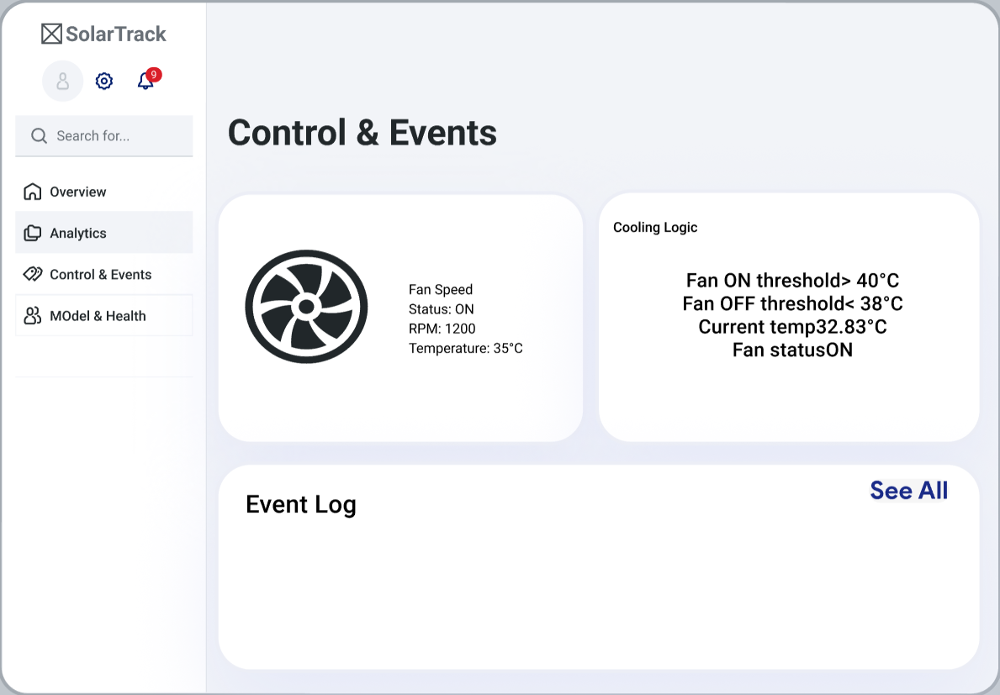 SolarTrack
9
Search for...
Overview
Analytics
Control & Events
MOdel & Health
Control & Events
Fan Speed
Status: ON
RPM: 1200
Temperature: 35°C
Cooling Logic
Fan ON threshold> 40°C
Fan OFF threshold< 38°C
Current temp32.83°C
Fan statusON
Event Log
See All